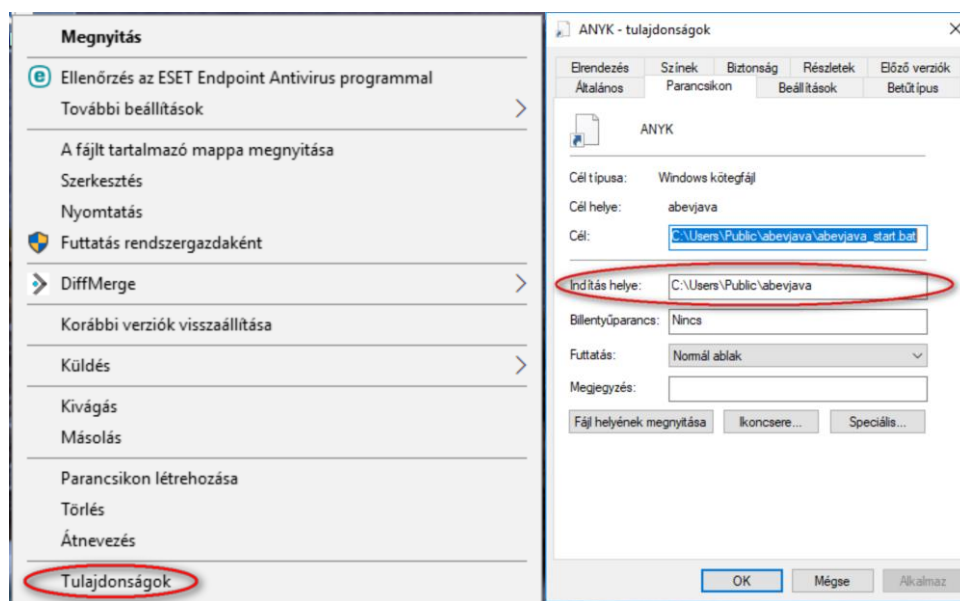 Megnyitás
Ellenőrzés az ESET Endpoint Antivirus programmal
További beállítások
A fájlt tartalmazó mappa megnyitása
Szerkesztés
Nyomtatás
Futtatás rendszergazdaként
DiffMerge
Korábbi verziók visszaállítása
Küldés
Kivágás
Másolás
Parancsikon létrehozása
Törlés
Átnevezés
Tulajdonságok
ANYK - tulajdonságok
Elrendezés Színek Biztonság Részletek Előző verziók
Általános Parancsikon Beállítások Betűtípus
ANYK
Cél típusa: Windows kötegfájl
Cél helye: abevjava
Cél: C:\Users\Public\abevjava\abevjava_start.bat
Indítás helye: C:\Users\Public\abevjava
Billentyűparancs: Nincs
Futtatás: Normál ablak
Megjegyzés:
Fájl helyének megnyitása Ikoncsere... Speciális...
OK Mégse Alkalmaz